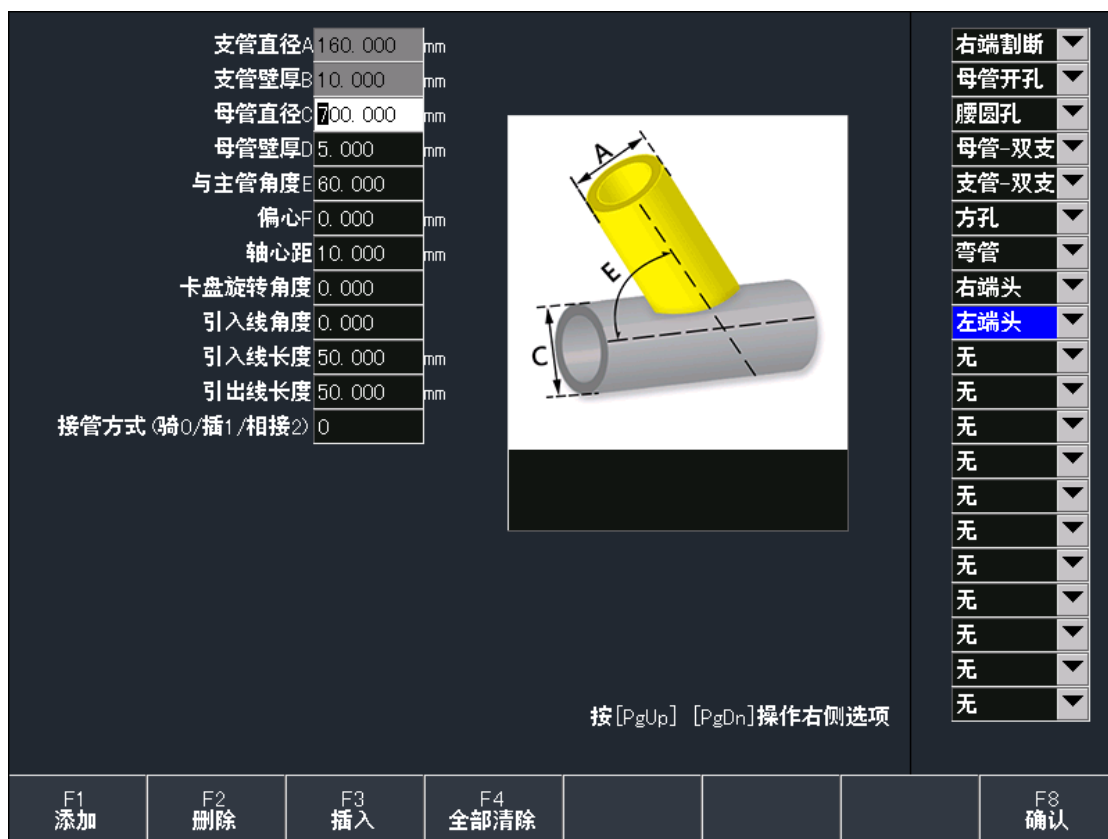 支管直径A 160.000 mm
支管壁厚B 10.000 mm
母管直径C 700.000 mm
母管壁厚D 5.000 mm
与主管角度E 60.000
偏心F 0.000 mm
轴心距 10.000 mm
卡盘旋转角度 0.000
引入线角度 0.000
引入线长度 50.000 mm
引出线长度 50.000 mm
接管方式(骑0/插1/相接2) 0
A
E
C
右端割断
母管开孔
腰圆孔
母管-双支
支管-双支
方孔
弯管
右端头
左端头
无
无
无
无
无
无
无
无
无
无
无
按[PgUp] [PgDn]操作右侧选项
F1 添加
F2 删除
F3 插入
F4 全部清除
F8 确认